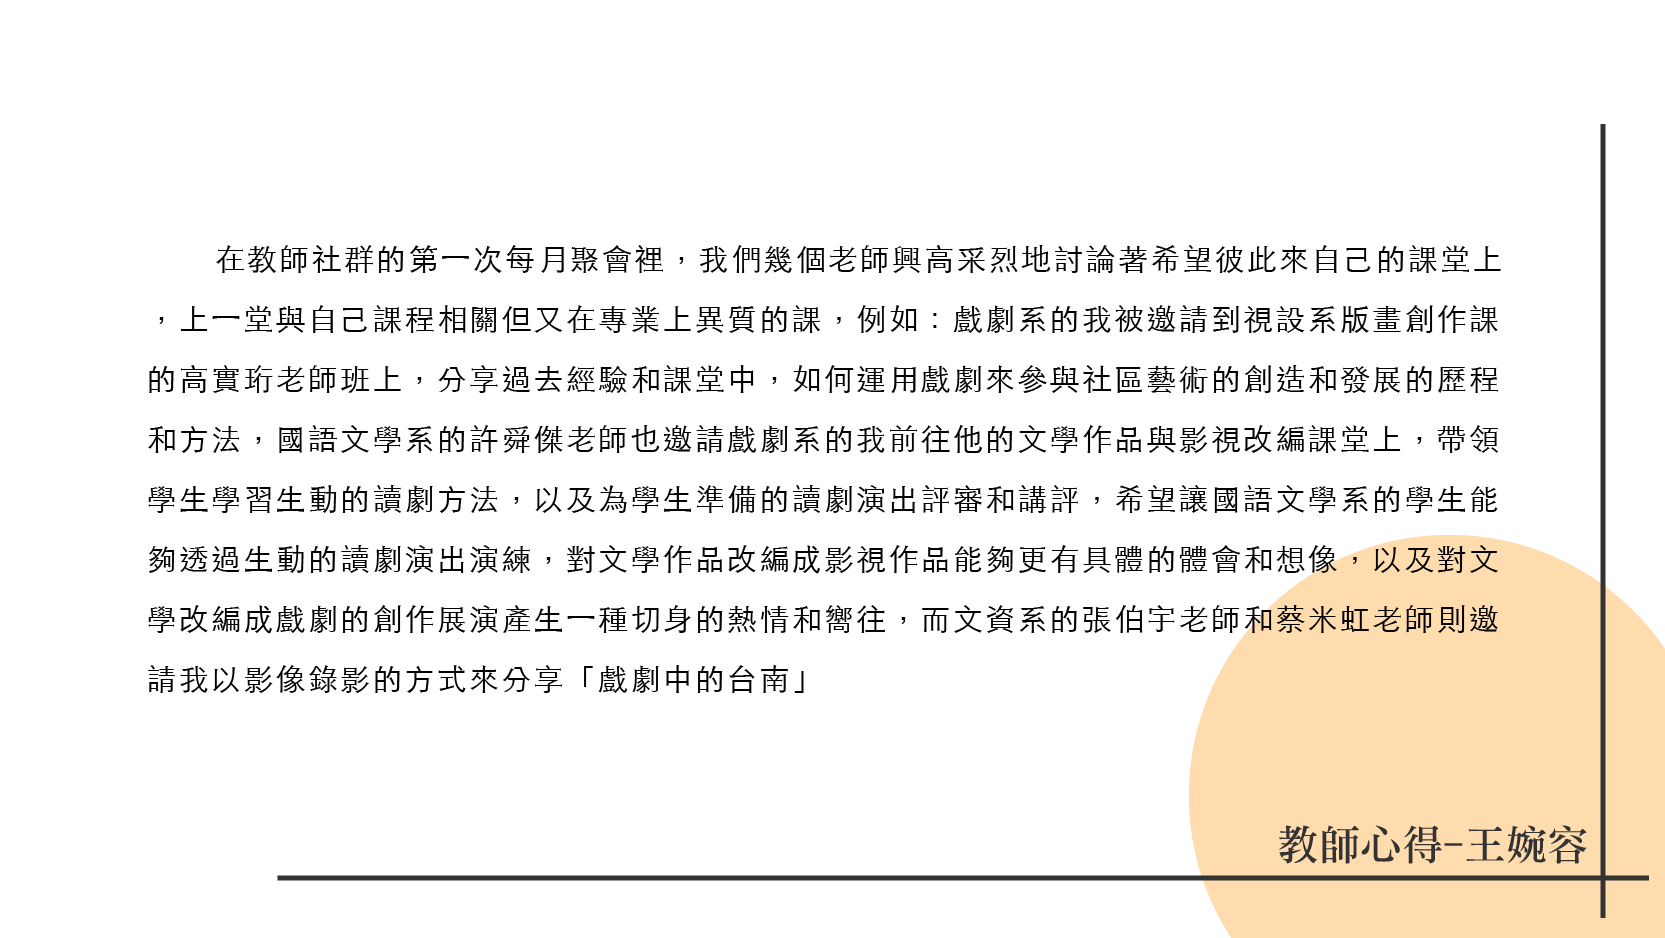 在教師社群的第一次每月聚會裡，我們幾個老師興高采烈地討論著希望彼此來自己的課堂上
，上一堂與自己課程相關但又在專業上異質的課，例如：戲劇系的我被邀請到視設系版畫創作課
的高實珩老師班上，分享過去經驗和課堂中，如何運用戲劇來參與社區藝術的創造和發展的歷程
和方法，國語文學系的許舜傑老師也邀請戲劇系的我前往他的文學作品與影視改編課堂上，帶領
學生學習生動的讀劇方法，以及為學生準備的讀劇演出評審和講評，希望讓國語文學系的學生能
夠透過生動的讀劇演出演練，對文學作品改編成影視作品能夠更有具體的體會和想像，以及對文
學改編成戲劇的創作展演產生一種切身的熱情和嚮往，而文資系的張伯宇老師和蔡米虹老師則邀
請我以影像錄影的方式來分享「戲劇中的台南」
教師心得-王婉容